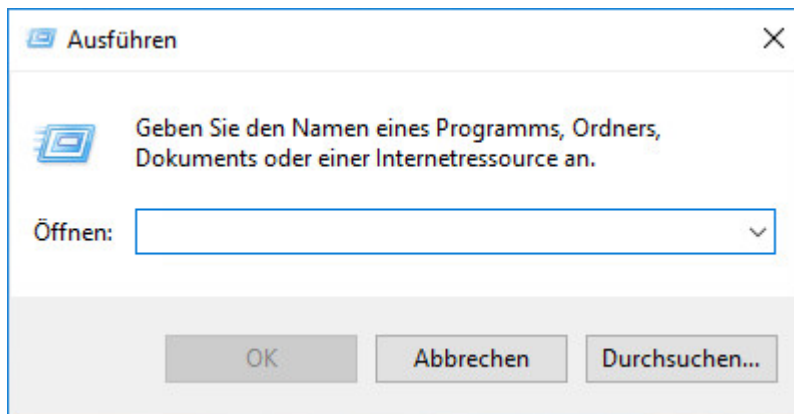 Ausführen
Geben Sie den Namen eines Programms, Ordners,
Dokuments oder einer Internetressource an.
Öffnen:
OK Abbrechen Durchsuchen...